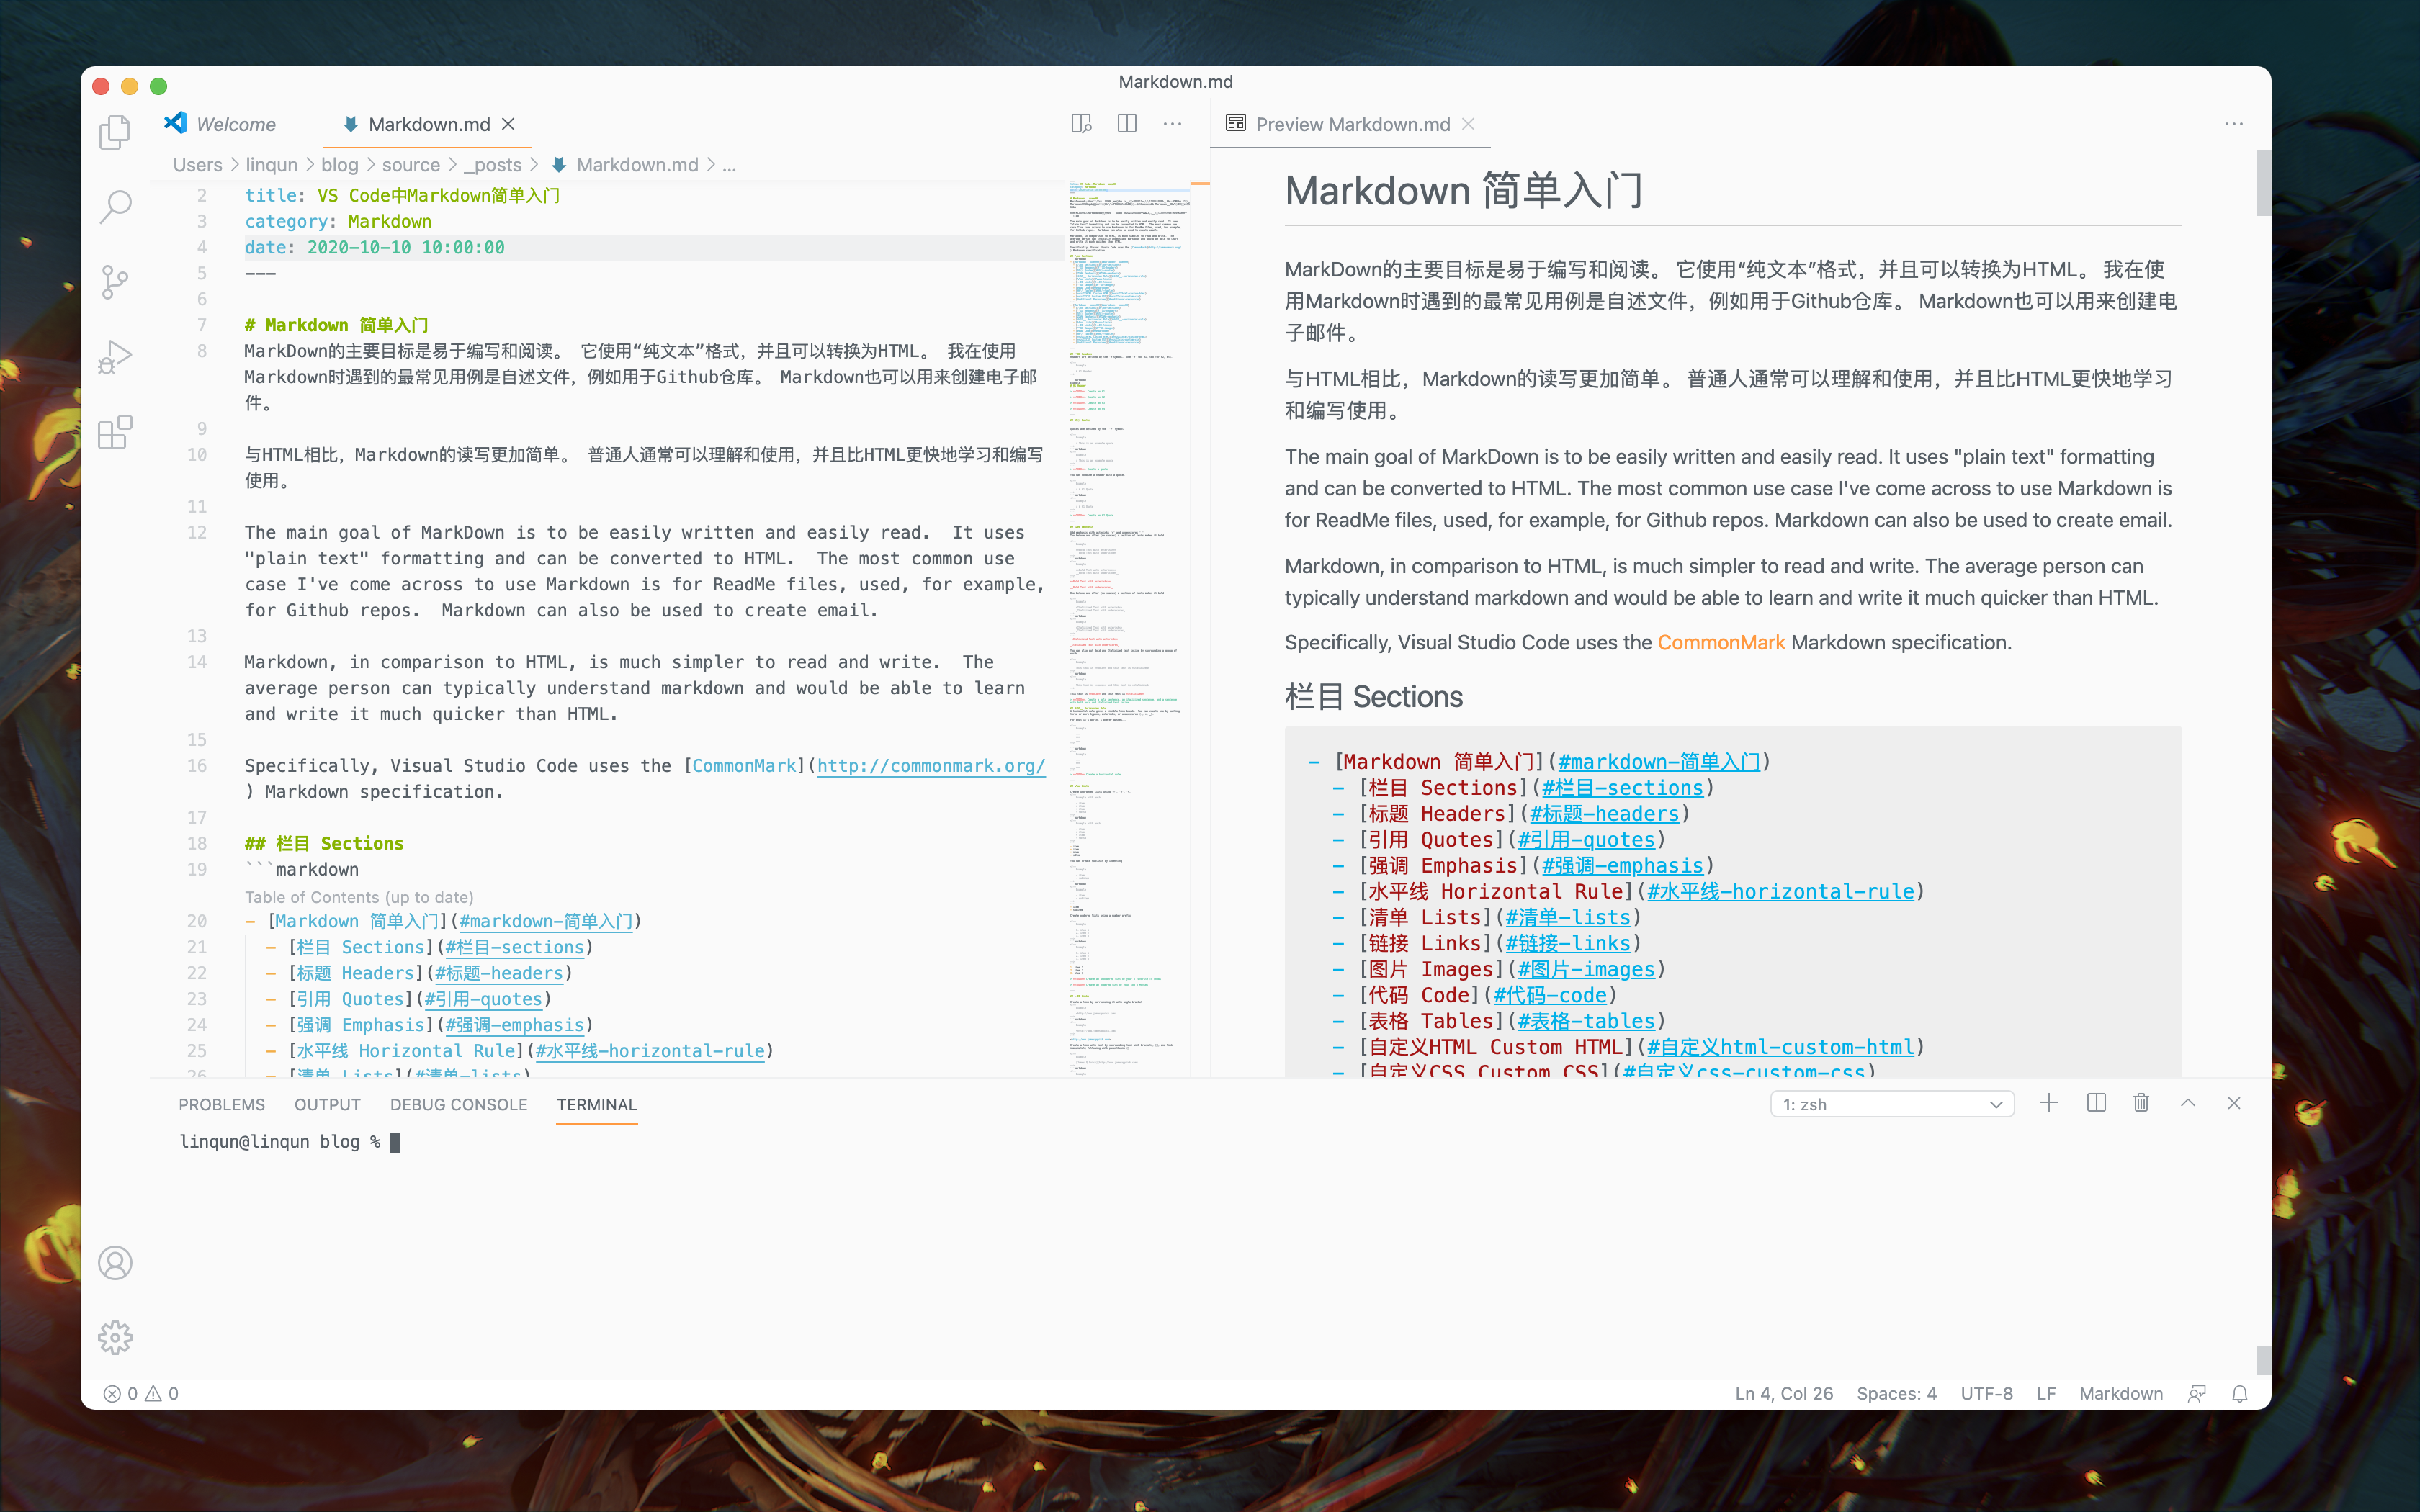 Markdown.md
Welcome
Markdown.md
Users > linqun > blog > source > _posts > Markdown.md > ...
2 title: VS Code中Markdown简单入门
3 category: Markdown
4 date: 2020-10-10 10:00:00
5 ---
6
7 # Markdown 简单入门
8 MarkDown的主要目标是易于编写和阅读。 它使用“纯文本”格式，并且可以转换为HTML。 我在使用
Markdown时遇到的最常见用例是自述文件，例如用于Github仓库。 Markdown也可以用来创建电子邮
件。
9
10 与HTML相比，Markdown的读写更加简单。 普通人通常可以理解和使用，并且比HTML更快地学习和编写
使用。
11
12 The main goal of MarkDown is to be easily written and easily read.  It uses
"plain text" formatting and can be converted to HTML.  The most common use
case I've come across to use Markdown is for ReadMe files, used, for example,
for Github repos.  Markdown can also be used to create email.
13
14 Markdown, in comparison to HTML, is much simpler to read and write.  The
average person can typically understand markdown and would be able to learn
and write it much quicker than HTML.
15
16 Specifically, Visual Studio Code uses the [CommonMark](http://commonmark.org/
) Markdown specification.
17
18 ## 栏目 Sections
19 ```markdown
Table of Contents (up to date)
20 - [Markdown 简单入门](#markdown-简单入门)
21 - [栏目 Sections](#栏目-sections)
22 - [标题 Headers](#标题-headers)
23 - [引用 Quotes](#引用-quotes)
24 - [强调 Emphasis](#强调-emphasis)
25 - [水平线 Horizontal Rule](#水平线-horizontal-rule)
26 - [清单 Lists](#清单-lists)
Preview Markdown.md
Markdown 简单入门
MarkDown的主要目标是易于编写和阅读。 它使用“纯文本”格式，并且可以转换为HTML。 我在使
用Markdown时遇到的最常见用例是自述文件，例如用于Github仓库。 Markdown也可以用来创建电
子邮件。
与HTML相比，Markdown的读写更加简单。 普通人通常可以理解和使用，并且比HTML更快地学习
和编写使用。
The main goal of MarkDown is to be easily written and easily read. It uses "plain text" formatting
and can be converted to HTML. The most common use case I've come across to use Markdown is
for ReadMe files, used, for example, for Github repos. Markdown can also be used to create email.
Markdown, in comparison to HTML, is much simpler to read and write. The average person can
typically understand markdown and would be able to learn and write it much quicker than HTML.
Specifically, Visual Studio Code uses the CommonMark Markdown specification.
栏目 Sections
- [Markdown 简单入门](#markdown-简单入门)
- [栏目 Sections](#栏目-sections)
- [标题 Headers](#标题-headers)
- [引用 Quotes](#引用-quotes)
- [强调 Emphasis](#强调-emphasis)
- [水平线 Horizontal Rule](#水平线-horizontal-rule)
- [清单 Lists](#清单-lists)
- [链接 Links](#链接-links)
- [图片 Images](#图片-images)
- [代码 Code](#代码-code)
- [表格 Tables](#表格-tables)
- [自定义HTML Custom HTML](#自定义html-custom-html)
- [自定义CSS Custom CSS](#自定义css-custom-css)
PROBLEMS OUTPUT DEBUG CONSOLE TERMINAL
1: zsh
linqun@linqun blog %
0 0
Ln 4, Col 26 Spaces: 4 UTF-8 LF Markdown